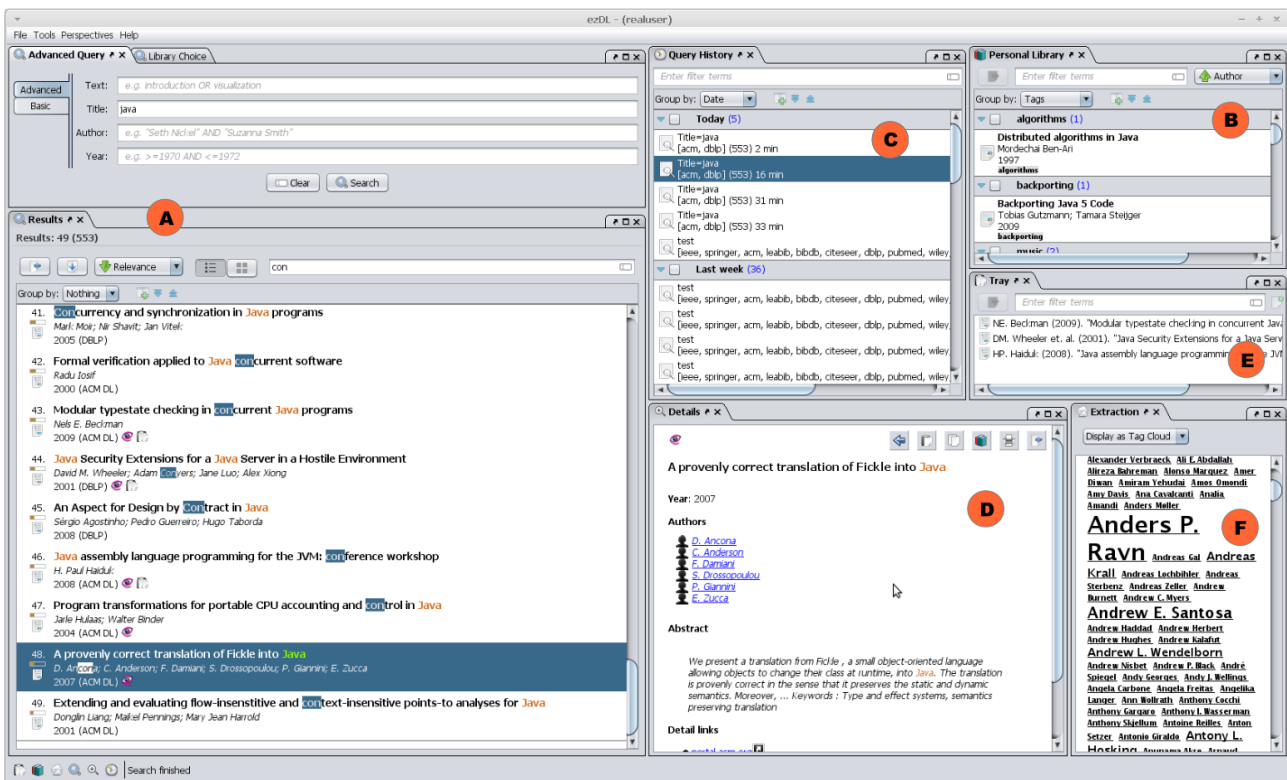 ezDL - (realuser)
File Tools Perspectives Help
Advanced Query
Library Choice
Advanced
Basic
Text:
e.g. introduction OR visualization
Title:
java
Author:
e.g. "Seth Nickel" AND "Suzanna Smith"
Year:
e.g. >=1970 AND <=1972
Clear
Search
A
Results
Results: 49 (553)
Relevance
con
Group by: Nothing
41. Concurrency and synchronization in Java programs
Mark Moir; Nir Shavit; Jan Vitek
2005 (DBLP)
42. Formal verification applied to Java concurrent software
Radu Iosif
2000 (ACM DL)
43. Modular typestate checking in concurrent Java programs
Nels E. Beckman
2009 (ACM DL)
44. Java Security Extensions for a Java Server in a Hostile Environment
David M. Wheeler; Adam Convers; Jane Luo; Alex Xiong
2001 (DBLP)
45. An Aspect for Design by Contract in Java
Sérgio Agostinho; Pedro Guerreiro; Hugo Taborda
2008 (DBLP)
46. Java assembly language programming for the JVM: conference workshop
H. Paul Haiduk
2008 (ACM DL)
47. Program transformations for portable CPU accounting and control in Java
Jarle Hulaas; Walter Binder
2004 (ACM DL)
48. A provenly correct translation of Fickle into Java
D. Ancona; C. Anderson; F. Damiani; S. Drossopoulou; P. Giannini; E. Zucca
2007 (ACM DL)
49. Extending and evaluating flow-insenstitive and context-insensitive points-to analyses for Java
Donglin Liang; Maikel Pennings; Mary Jean Harrold
2001 (ACM DL)
Search finished
Query History
Enter filter terms
Group by: Date
Today (5)
C
Title=java
[acm, dblp] (553) 2 min
Title=java
[acm, dblp] (553) 16 min
Title=java
[acm, dblp] (553) 31 min
Title=java
[acm, dblp] (553) 33 min
test
[ieee, springer, acm, leabib, bibdb, citeseer, dblp, pubmed, wiley,
Last week (36)
test
[ieee, springer, acm, leabib, bibdb, citeseer, dblp, pubmed, wiley,
test
[ieee, springer, acm, leabib, bibdb, citeseer, dblp, pubmed, wiley,
test
[ieee, springer, acm, leabib, bibdb, citeseer, dblp, pubmed, wiley,
test
[ieee, springer, acm, leabib, bibdb, citeseer, dblp, pubmed, wiley,
Personal Library
Enter filter terms
Author
Group by: Tags
algorithms (1)
B
Distributed algorithms in Java
Mordechai Ben-Ari
1997
algorithms
backporting (1)
Backporting Java 5 Code
Tobias Gutzmann; Tamara Steijger
2009
backporting
music (2)
Tray
Enter filter terms
NE. Beckman (2009). "Modular typestate checking in concurrent Java
DM. Wheeler et. al. (2001). "Java Security Extensions for a Java Serv
HP. Haiduk (2008). "Java assembly language programming JVM
E
Details
A provenly correct translation of Fickle into Java
Year: 2007
D
Authors
D. Ancona
C. Anderson
F. Damiani
S. Drossopoulou
P. Giannini
E. Zucca
Abstract
We present a translation from Fickle , a small object-oriented language
allowing objects to change their class at runtime, into Java. The translation
is provenly correct in the sense that it preserves the static and dynamic
semantics. Moreover, ... Keywords : Type and effect systems, semantics
preserving translation
Detail links
portal.acm.org
Extraction
Display as Tag Cloud
Alexander Verbraeck Ali E. Abdallah
Alireza Bahreman Alonso Marquez Amer
Diwan Amiram Yehudai Amos Omondi
Amy Davis Ana Cavalcanti Analia
Amandi Anders Møller
Anders P.
F
Ravn Andreas Gal Andreas
Krall Andreas Lochbihler Andreas
Sterbenz Andreas Zeller Andrew
Burnett Andrew C. Myers
Andrew E. Santosa
Andrew Haddad Andrew Herbert
Andrew Hughes Andrew Kalafut
Andrew L. Wendelborn
Andrew Nisbet Andrew P. Black André
Spiegel Andy Georges Andy J. Wellings
Angela Carbone Angela Freitas Angelika
Langer Ann Wollrath Anthony Cocchi
Anthony Gargaro Anthony I. Wasserman
Anthony Skjellum Antoine Reilles Anton
Setzer Antonio Giraldo Antony L.
Hosking Anupama Akre Arnaud